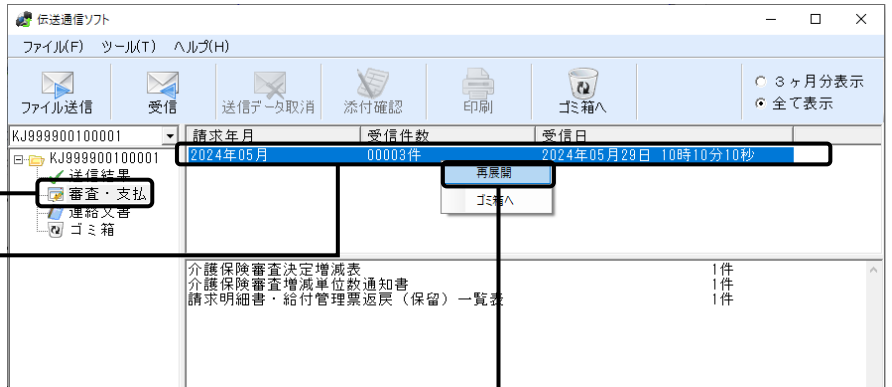 伝送通信ソフト
ファイル(F) ツール(T) ヘルプ(H)
ファイル送信 受信 送信データ取消 添付確認 印刷 ゴミ箱へ
3ヶ月分表示
全て表示
KJ999900100001
請求年月 受信件数 受信日
KJ999900100001
2024年05月 00003件 2024年05月29日 10時10分10秒
送信結果
再展開
審査・支払
ゴミ箱へ
連絡文書
ゴミ箱
介護保険審査決定増減表 1件
介護保険審査増減単位数通知書 1件
請求明細書・給付管理票返戻（保留）一覧表 1件